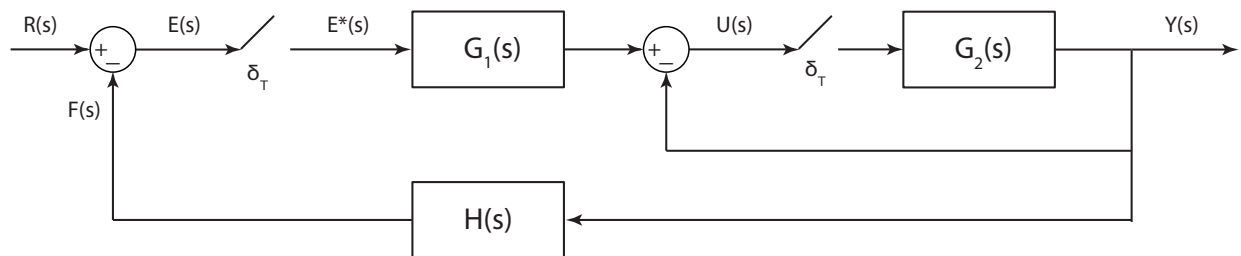 R(s)
+
−
E(s)
δT
E*(s)
G1(s)
+
−
U(s)
δT
G2(s)
Y(s)
F(s)
H(s)